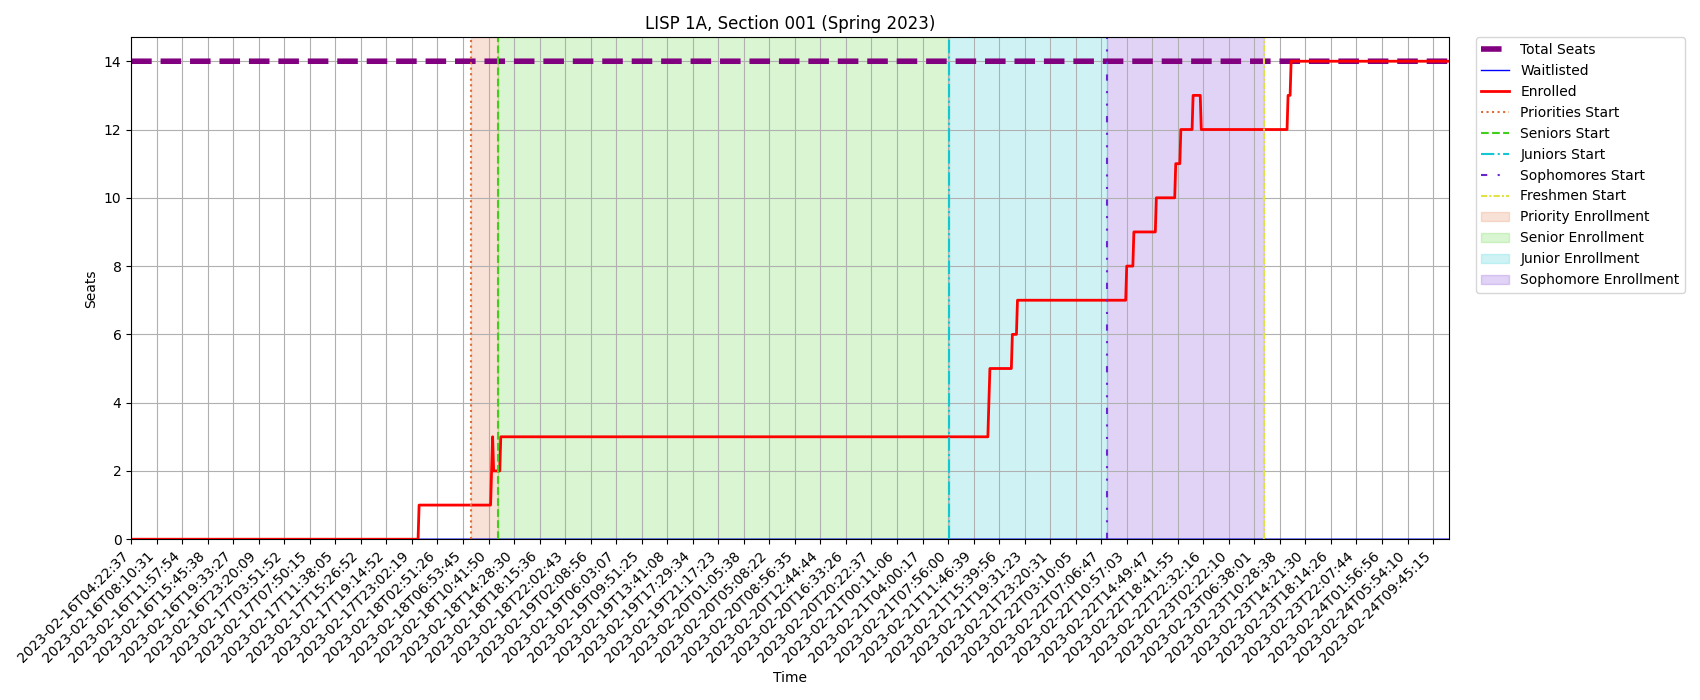 LISP 1A, Section 001 (Spring 2023)
Seats
14
12
10
8
6
4
2
0
2023-02-16T04:22:37
2023-02-16T08:10:31
2023-02-16T11:57:54
2023-02-16T15:45:38
2023-02-16T19:33:27
2023-02-16T23:20:09
2023-02-17T03:51:52
2023-02-17T07:50:15
2023-02-17T11:38:05
2023-02-17T15:26:52
2023-02-17T19:14:52
2023-02-17T23:02:19
2023-02-18T02:51:26
2023-02-18T06:53:45
2023-02-18T10:41:50
2023-02-18T14:28:30
2023-02-18T18:15:36
2023-02-18T22:02:43
2023-02-19T02:08:56
2023-02-19T06:03:07
2023-02-19T09:51:25
2023-02-19T13:41:08
2023-02-19T17:29:34
2023-02-19T21:17:23
2023-02-20T01:05:38
2023-02-20T05:08:22
2023-02-20T08:56:35
2023-02-20T12:44:44
2023-02-20T16:33:26
2023-02-20T20:22:37
2023-02-21T00:11:06
2023-02-21T04:00:17
2023-02-21T07:56:00
2023-02-21T11:46:39
2023-02-21T15:39:56
2023-02-21T19:31:23
2023-02-21T23:20:31
2023-02-22T03:10:05
2023-02-22T07:06:47
2023-02-22T10:57:03
2023-02-22T14:49:47
2023-02-22T18:41:55
2023-02-22T22:32:16
2023-02-23T02:22:10
2023-02-23T06:38:01
2023-02-23T10:28:38
2023-02-23T14:21:30
2023-02-23T18:14:26
2023-02-23T22:07:44
2023-02-24T01:56:56
2023-02-24T05:54:10
2023-02-24T09:45:15
Time
Total Seats
Waitlisted
Enrolled
Priorities Start
Seniors Start
Juniors Start
Sophomores Start
Freshmen Start
Priority Enrollment
Senior Enrollment
Junior Enrollment
Sophomore Enrollment